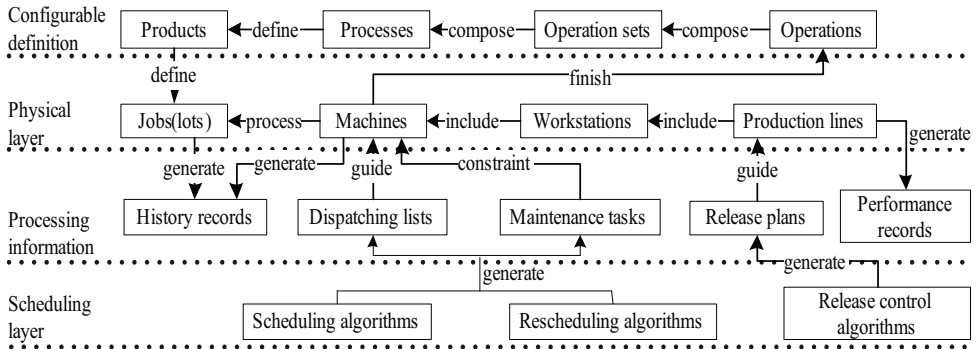 Configurable definition
Products
define
Processes
compose
Operation sets
compose
Operations
define
finish
Physical layer
Jobs(lots)
process
Machines
include
Workstations
include
Production lines
generate
generate
generate
guide
constraint
guide
Processing information
History records
Dispatching lists
Maintenance tasks
Release plans
Performance records
generate
generate
Scheduling layer
Scheduling algorithms
Rescheduling algorithms
Release control algorithms